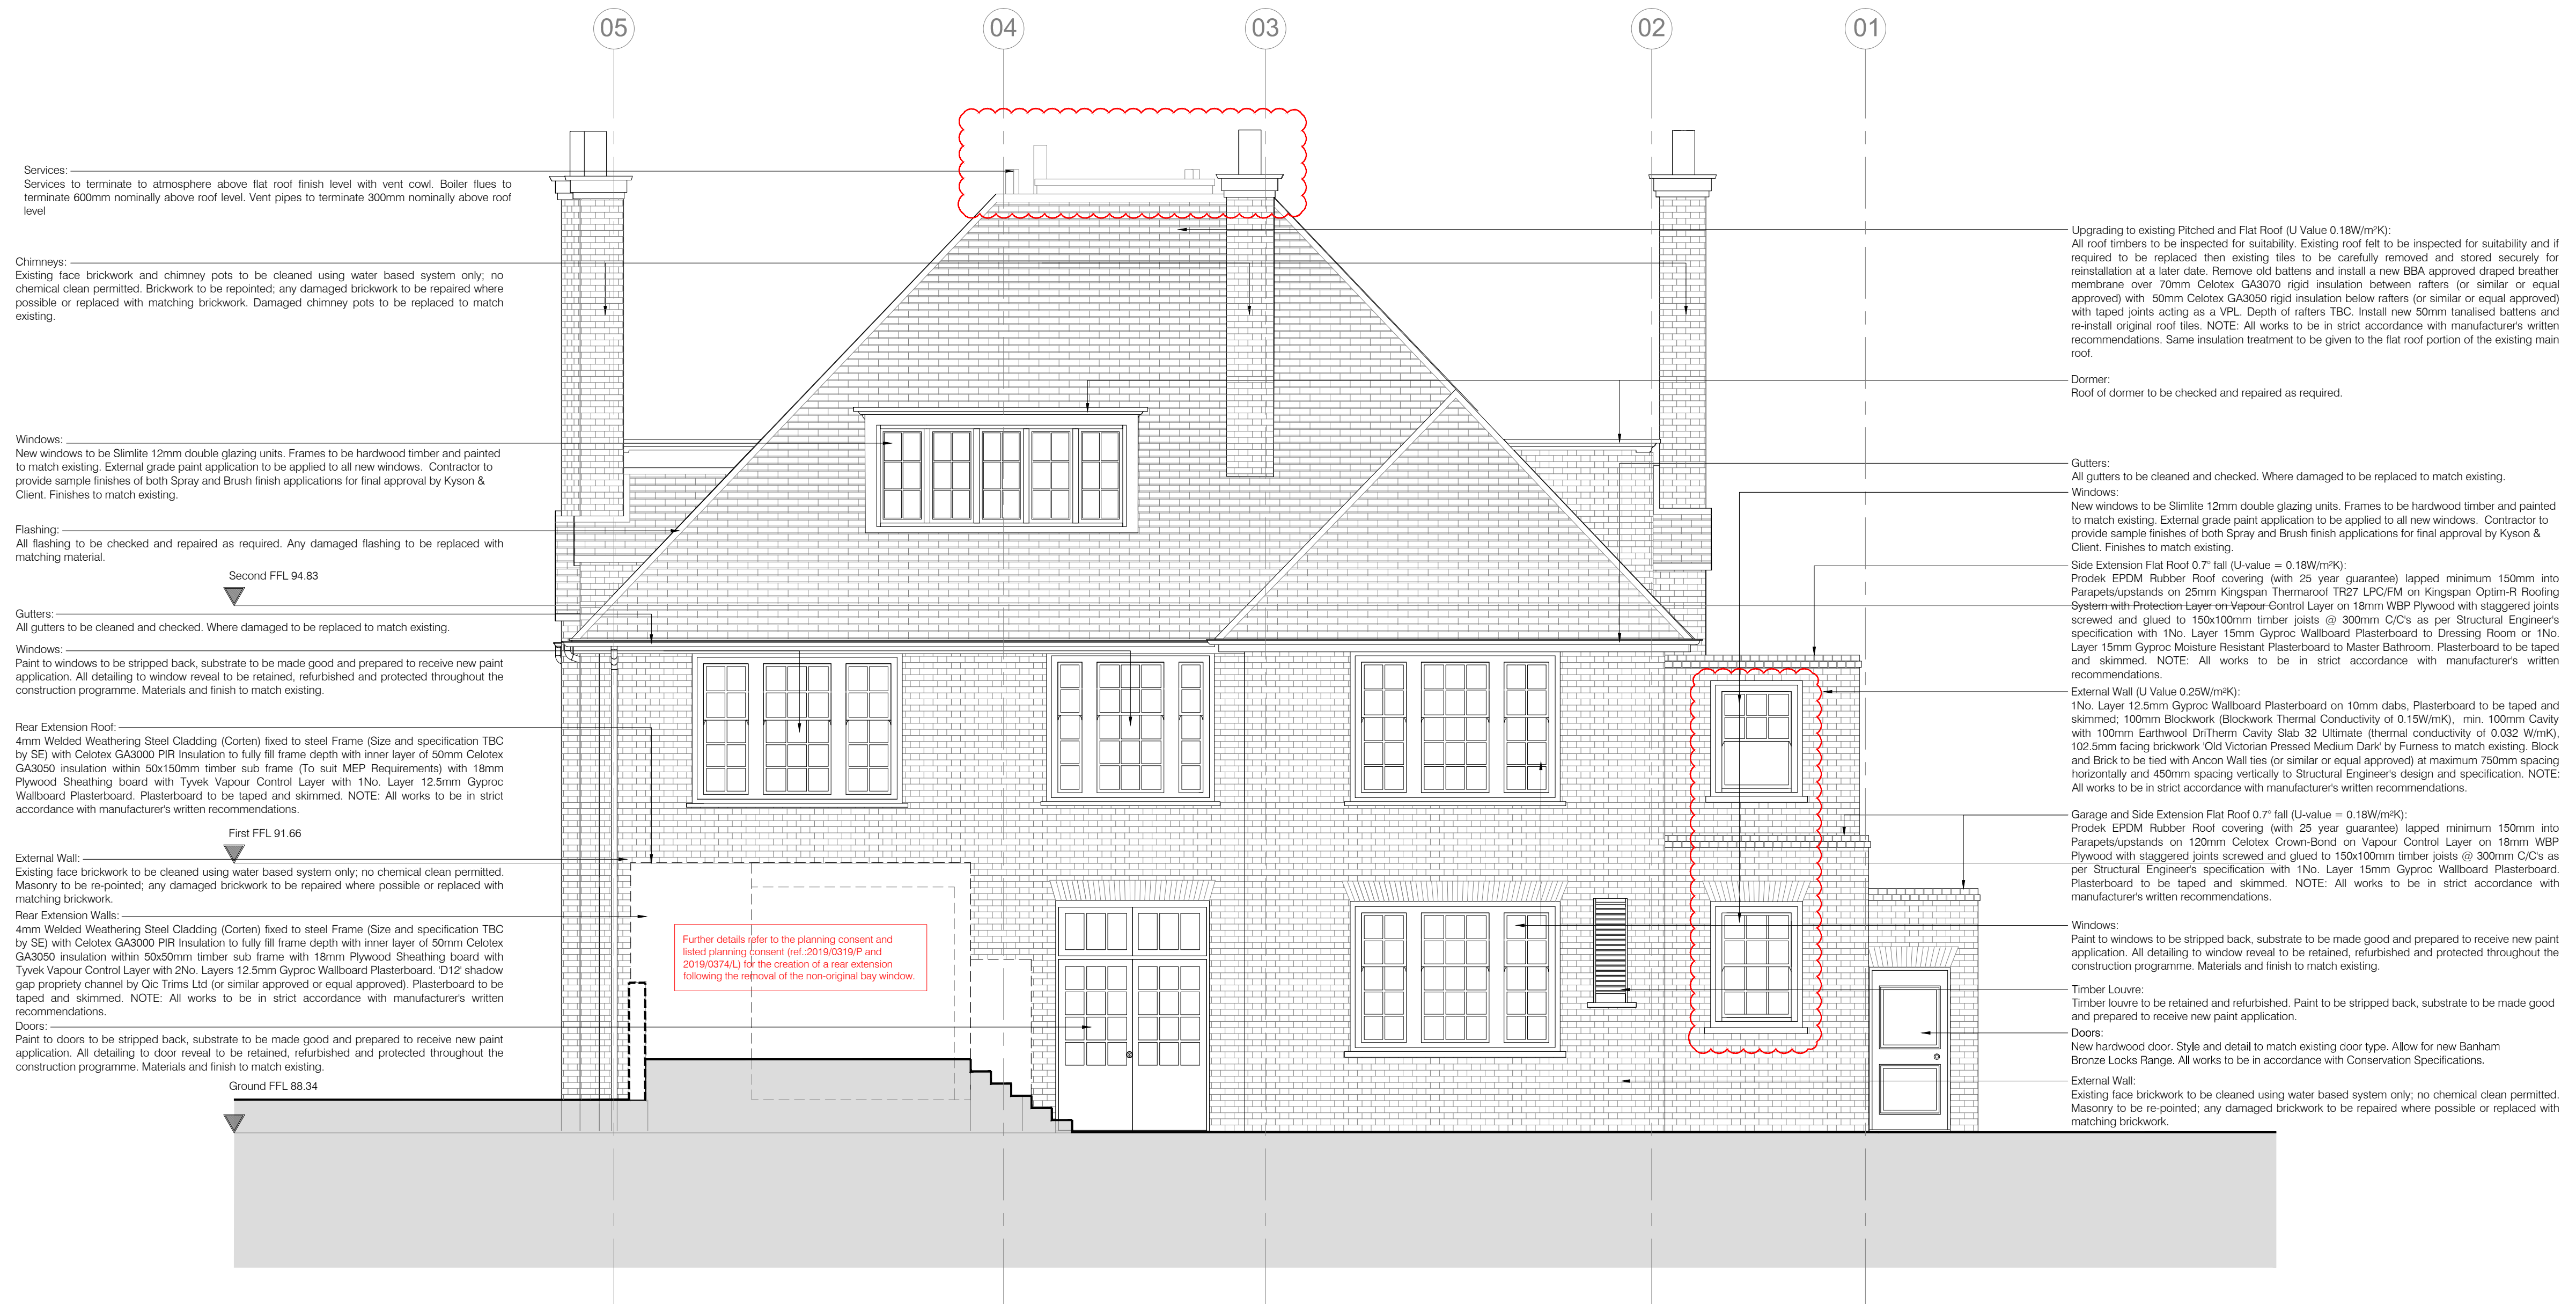 05
04
03
02
01
Services:
Services to terminate to atmosphere above flat roof finish level with vent cowl. Boiler flues to
terminate 600mm nominally above roof level. Vent pipes to terminate 300mm nominally above roof
level
Chimneys:
Existing face brickwork and chimney pots to be cleaned using water based system only; no
chemical clean permitted. Brickwork to be repointed; any damaged brickwork to be repaired where
possible or replaced with matching brickwork. Damaged chimney pots to be replaced to match
existing.
Windows:
New windows to be Slimlite 12mm double glazing units. Frames to be hardwood timber and painted
to match existing. External grade paint application to be applied to all new windows. Contractor to
provide sample finishes of both Spray and Brush finish applications for final approval by Kyson &
Client. Finishes to match existing.
Flashing:
All flashing to be checked and repaired as required. Any damaged flashing to be replaced with
matching material.
Second FFL 94.83
Gutters:
All gutters to be cleaned and checked. Where damaged to be replaced to match existing.
Windows:
Paint to windows to be stripped back, substrate to be made good and prepared to receive new paint
application. All detailing to window reveal to be retained, refurbished and protected throughout the
construction programme. Materials and finish to match existing.
Rear Extension Roof:
4mm Welded Weathering Steel Cladding (Corten) fixed to steel Frame (Size and specification TBC
by SE) with Celotex GA3000 PIR Insulation to fully fill frame depth with inner layer of 50mm Celotex
GA3050 insulation within 50x150mm timber sub frame (To suit MEP Requirements) with 18mm
Plywood Sheathing board with Tyvek Vapour Control Layer with 1No. Layer 12.5mm Gyproc
Wallboard Plasterboard. Plasterboard to be taped and skimmed. NOTE: All works to be in strict
accordance with manufacturer's written recommendations.
First FFL 91.66
External Wall:
Existing face brickwork to be cleaned using water based system only; no chemical clean permitted.
Masonry to be re-pointed; any damaged brickwork to be repaired where possible or replaced with
matching brickwork.
Rear Extension Walls:
4mm Welded Weathering Steel Cladding (Corten) fixed to steel Frame (Size and specification TBC
by SE) with Celotex GA3000 PIR Insulation to fully fill frame depth with inner layer of 50mm Celotex
GA3050 insulation within 50x50mm timber sub frame with 18mm Plywood Sheathing board with
Tyvek Vapour Control Layer with 2No. Layers 12.5mm Gyproc Wallboard Plasterboard. 'D12' shadow
gap propriety channel by Qic Trims Ltd (or similar approved or equal approved). Plasterboard to be
taped and skimmed. NOTE: All works to be in strict accordance with manufacturer's written
recommendations.
Doors:
Paint to doors to be stripped back, substrate to be made good and prepared to receive new paint
application. All detailing to door reveal to be retained, refurbished and protected throughout the
construction programme. Materials and finish to match existing.
Ground FFL 88.34
Further details refer to the planning consent and
listed planning consent (ref.:2019/0319/P and
2019/0374/L) for the creation of a rear extension
following the removal of the non-original bay window.
Upgrading to existing Pitched and Flat Roof (U Value 0.18W/m²K):
All roof timbers to be inspected for suitability. Existing roof felt to be inspected for suitability and if
required to be replaced then existing tiles to be carefully removed and stored securely for
reinstallation at a later date. Remove old battens and install a new BBA approved draped breather
membrane over 70mm Celotex GA3070 rigid insulation between rafters (or similar or equal
approved) with 50mm Celotex GA3050 rigid insulation below rafters (or similar or equal approved)
with taped joints acting as a VPL. Depth of rafters TBC. Install new 50mm tanalised battens and
re-install original roof tiles. NOTE: All works to be in strict accordance with manufacturer's written
recommendations. Same insulation treatment to be given to the flat roof portion of the existing main
roof.
Dormer:
Roof of dormer to be checked and repaired as required.
Gutters:
All gutters to be cleaned and checked. Where damaged to be replaced to match existing.
Windows:
New windows to be Slimlite 12mm double glazing units. Frames to be hardwood timber and painted
to match existing. External grade paint application to be applied to all new windows. Contractor to
provide sample finishes of both Spray and Brush finish applications for final approval by Kyson &
Client. Finishes to match existing.
Side Extension Flat Roof 0.7° fall (U-value = 0.18W/m²K):
Prodek EPDM Rubber Roof covering (with 25 year guarantee) lapped minimum 150mm into
Parapets/upstands on 25mm Kingspan Thermaroof TR27 LPC/FM on Kingspan Optim-R Roofing
System with Protection Layer on Vapour Control Layer on 18mm WBP Plywood with staggered joints
screwed and glued to 150x100mm timber joists @ 300mm C/C's as per Structural Engineer's
specification with 1No. Layer 15mm Gyproc Wallboard Plasterboard to Dressing Room or 1No.
Layer 15mm Gyproc Moisture Resistant Plasterboard to Master Bathroom. Plasterboard to be taped
and skimmed. NOTE: All works to be in strict accordance with manufacturer's written
recommendations.
External Wall (U Value 0.25W/m²K):
1No. Layer 12.5mm Gyproc Wallboard Plasterboard on 10mm dabs, Plasterboard to be taped and
skimmed; 100mm Blockwork (Blockwork Thermal Conductivity of 0.15W/mK), min. 100mm Cavity
with 100mm Earthwool DriTherm Cavity Slab 32 Ultimate (thermal conductivity of 0.032 W/mK),
102.5mm facing brickwork 'Old Victorian Pressed Medium Dark' by Furness to match existing. Block
and Brick to be tied with Ancon Wall ties (or similar or equal approved) at maximum 750mm spacing
horizontally and 450mm spacing vertically to Structural Engineer's design and specification. NOTE:
All works to be in strict accordance with manufacturer's written recommendations.
Garage and Side Extension Flat Roof 0.7° fall (U-value = 0.18W/m²K):
Prodek EPDM Rubber Roof covering (with 25 year guarantee) lapped minimum 150mm into
Parapets/upstands on 120mm Celotex Crown-Bond on Vapour Control Layer on 18mm WBP
Plywood with staggered joints screwed and glued to 150x100mm timber joists @ 300mm C/C's as
per Structural Engineer's specification with 1No. Layer 15mm Gyproc Wallboard Plasterboard.
Plasterboard to be taped and skimmed. NOTE: All works to be in strict accordance with
manufacturer's written recommendations.
Windows:
Paint to windows to be stripped back, substrate to be made good and prepared to receive new paint
application. All detailing to window reveal to be retained, refurbished and protected throughout the
construction programme. Materials and finish to match existing.
Timber Louvre:
Timber louvre to be retained and refurbished. Paint to be stripped back, substrate to be made good
and prepared to receive new paint application.
Doors:
New hardwood door. Style and detail to match existing door type. Allow for new Banham
Bronze Locks Range. All works to be in accordance with Conservation Specifications.
External Wall:
Existing face brickwork to be cleaned using water based system only; no chemical clean permitted.
Masonry to be re-pointed; any damaged brickwork to be repaired where possible or replaced with
matching brickwork.